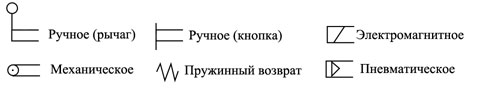 Ручное (рычаг) Ручное (кнопка) Электромагнитное
Механическое Пружинный возврат Пневматическое